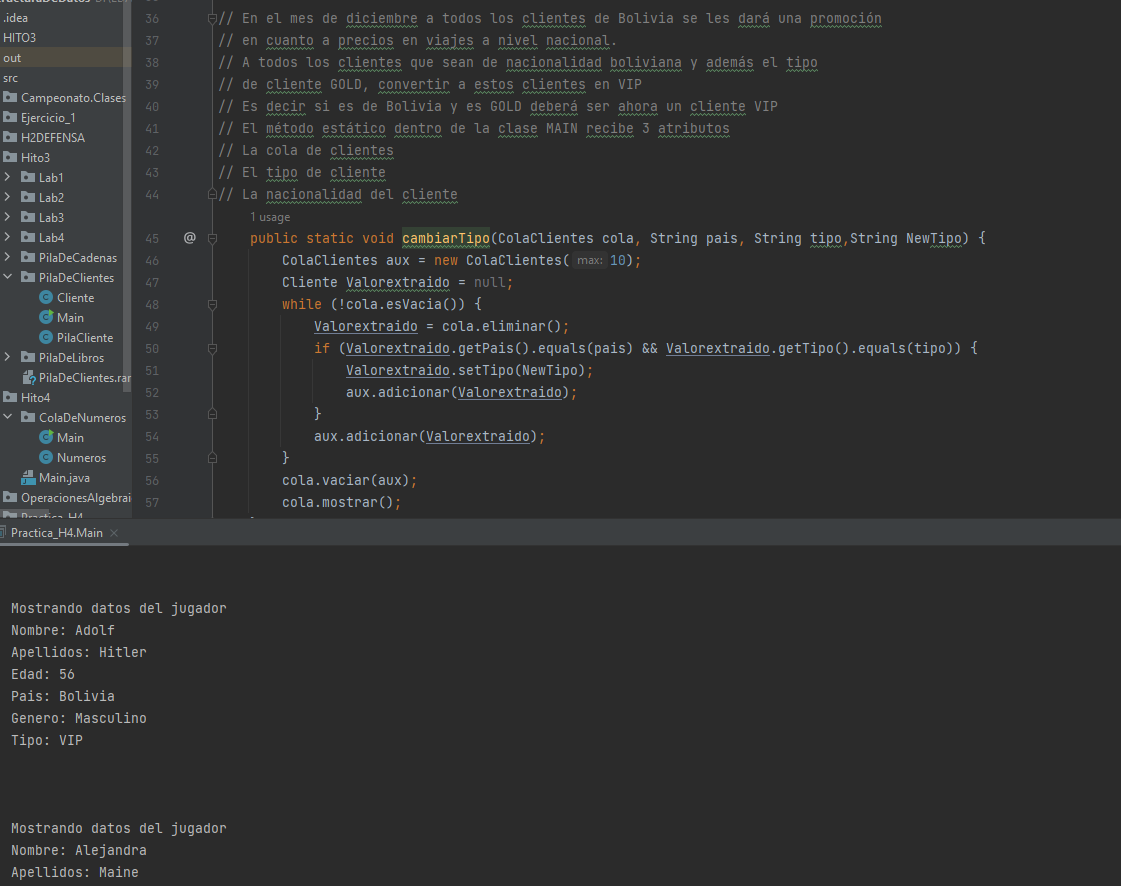 .idea
HITO3
out
src
Campeonato.Clases
Ejercicio_1
H2DEFENSA
Hito3
Lab1
Lab2
Lab3
Lab4
PilaDeCadenas
PilaDeClientes
Cliente
Main
PilaCliente
PilaDeLibros
PilaDeClientes.rar
Hito4
ColaDeNumeros
Main
Numeros
Main.java
OperacionesAlgebrai
Practica_H4
36 // En el mes de diciembre a todos los clientes de Bolivia se les dará una promoción
37 // en cuanto a precios en viajes a nivel nacional.
38 // A todos los clientes que sean de nacionalidad boliviana y además el tipo
39 // de cliente GOLD, convertir a estos clientes en VIP
40 // Es decir si es de Bolivia y es GOLD deberá ser ahora un cliente VIP
41 // El método estático dentro de la clase MAIN recibe 3 atributos
42 // La cola de clientes
43 // El tipo de cliente
44 // La nacionalidad del cliente
1 usage
45 @ public static void cambiarTipo(ColaClientes cola, String pais, String tipo,String NewTipo) {
46 ColaClientes aux = new ColaClientes( max: 10);
47 Cliente Valorextraido = null;
48 while (!cola.esVacia()) {
49 Valorextraido = cola.eliminar();
50 if (Valorextraido.getPais().equals(pais) && Valorextraido.getTipo().equals(tipo)) {
51 Valorextraido.setTipo(NewTipo);
52 aux.adicionar(Valorextraido);
53 }
54 aux.adicionar(Valorextraido);
55 }
56 cola.vaciar(aux);
57 cola.mostrar();
Practica_H4.Main
Mostrando datos del jugador
Nombre: Adolf
Apellidos: Hitler
Edad: 56
Pais: Bolivia
Genero: Masculino
Tipo: VIP
Mostrando datos del jugador
Nombre: Alejandra
Apellidos: Maine